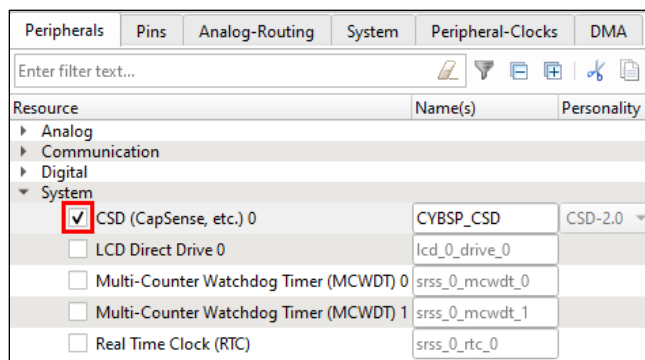 Peripherals Pins Analog-Routing System Peripheral-Clocks DMA
Enter filter text...
Resource Name(s) Personality
Analog
Communication
Digital
System
CSD (CapSense, etc.) 0 CYBSP_CSD CSD-2.0
LCD Direct Drive 0 lcd_0_drive_0
Multi-Counter Watchdog Timer (MCWDT) 0 srss_0_mcwdt_0
Multi-Counter Watchdog Timer (MCWDT) 1 srss_0_mcwdt_1
Real Time Clock (RTC) srss_0_rtc_0